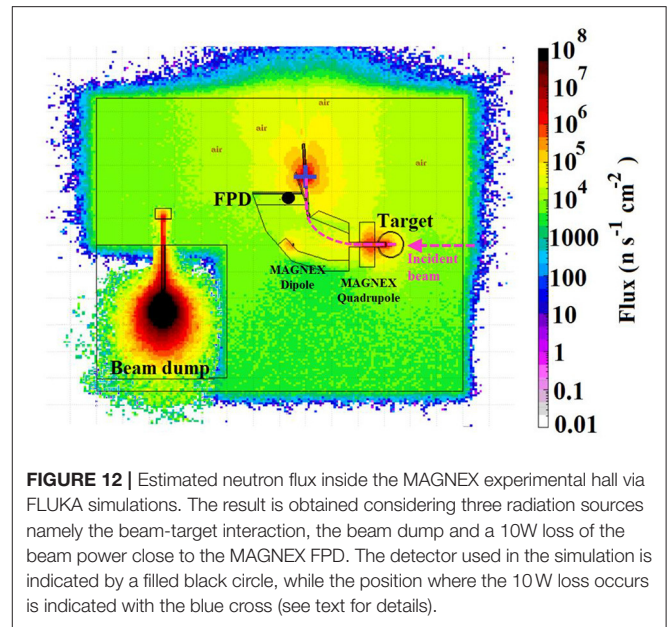 air
air
air
air
FPD
Target
Incident
beam
MAGNEX
Dipole
MAGNEX
Quadrupole
Beam dump
10^8
10^7
10^6
10^5
10^4
1000
100
10
1
0.1
0.01
Flux (n s^-1 cm^-2)
FIGURE 12 | Estimated neutron flux inside the MAGNEX experimental hall via
FLUKA simulations. The result is obtained considering three radiation sources
namely the beam-target interaction, the beam dump and a 10W loss of the
beam power close to the MAGNEX FPD. The detector used in the simulation is
indicated by a filled black circle, while the position where the 10 W loss occurs
is indicated with the blue cross (see text for details).